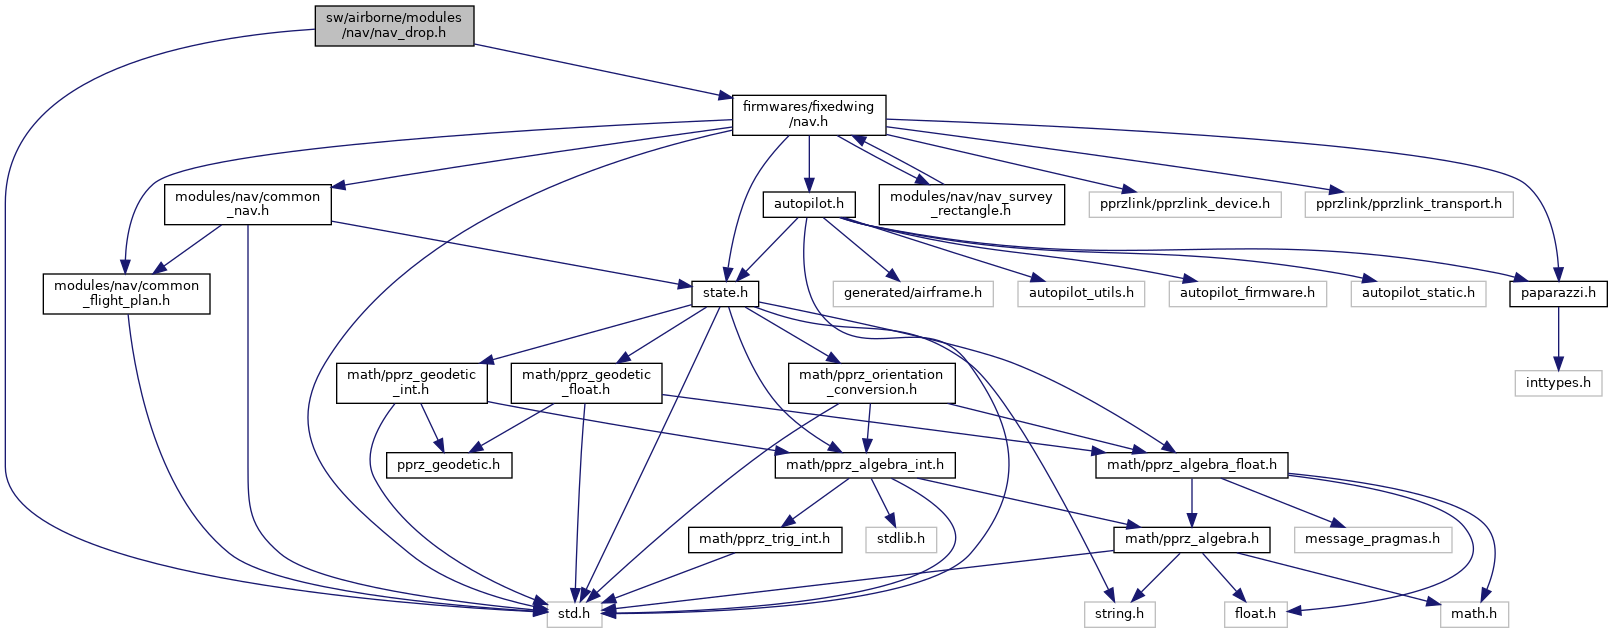 sw/airborne/modules
/nav/nav_drop.h
firmwares/fixedwing
/nav.h
modules/nav/common
_nav.h
autopilot.h
modules/nav/nav_survey
_rectangle.h
pprzlink/pprzlink_device.h
pprzlink/pprzlink_transport.h
modules/nav/common
_flight_plan.h
state.h
generated/airframe.h
autopilot_utils.h
autopilot_firmware.h
autopilot_static.h
paparazzi.h
math/pprz_geodetic
_int.h
math/pprz_geodetic
_float.h
math/pprz_orientation
_conversion.h
inttypes.h
pprz_geodetic.h
math/pprz_algebra_int.h
math/pprz_algebra_float.h
math/pprz_trig_int.h
stdlib.h
math/pprz_algebra.h
message_pragmas.h
std.h
string.h
float.h
math.h